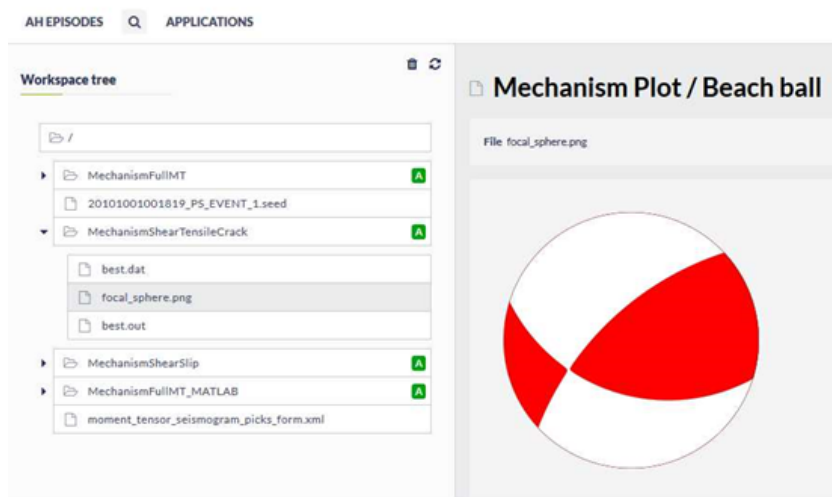 AH EPISODES APPLICATIONS
Workspace tree
/
MechanismFullMT A
20101001001819_PS_EVENT_1.seed
MechanismShearTensileCrack A
best.dat
focal_sphere.png
best.out
MechanismShearSlip A
MechanismFullMT_MATLAB A
moment_tensor_seismogram_picks_form.xml
Mechanism Plot / Beach ball
File focal_sphere.png